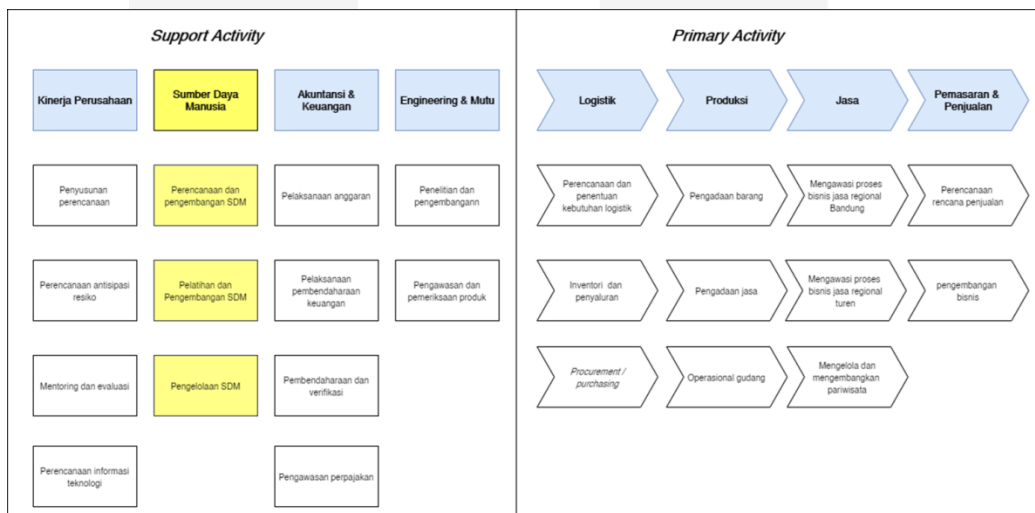 Support Activity
Primary Activity
Kinerja Perusahaan
Sumber Daya
Manusia
Akuntansi &
Keuangan
Engineering & Mutu
Logistik
Produksi
Jasa
Pemasaran &
Penjualan
Penyusunan
perencanaan
Perencanaan dan
pengembangan SDM
Pelaksanaan anggaran
Penelitian dan
pengembangann
Perencanaan dan
penentuan
kebutuhan logistik
Pengadaan barang
Mengawasi proses
bisnis jasa regional
Bandung
Perencanaan
rencana penjualan
Perencanaan antisipasi
resiko
Pelatihan dan
Pengembangan SDM
Pelaksanaan
pembendaharaan
keuangan
Pengawasan dan
pemeriksaan produk
Inventori dan
penyaluran
Pengadaan jasa
Mengawasi proses
bisnis jasa regional
turen
pengembangan
bisnis
Mentoring dan evaluasi
Pengelolaan SDM
Pembendaharaan dan
verifikasi
Procurement /
purchasing
Operasional gudang
Mengelola dan
mengembangkan
pariwisata
Perencanaan informasi
teknologi
Pengawasan perpajakan